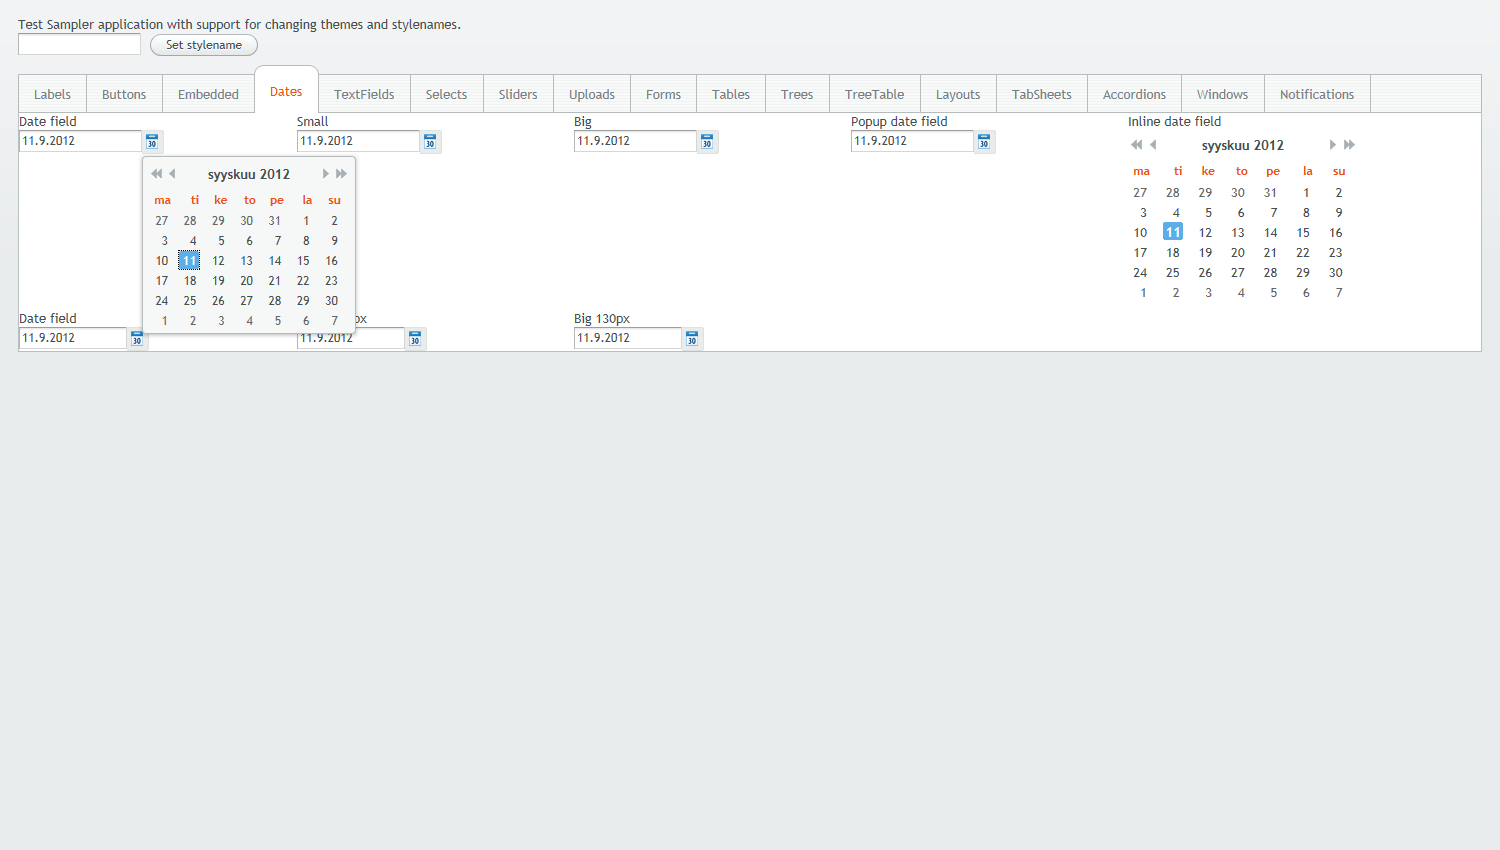 Test Sampler application with support for changing themes and stylenames.
Set stylename
Labels Buttons Embedded Dates TextFields Selects Sliders Uploads Forms Tables Trees TreeTable Layouts TabSheets Accordions Windows Notifications
Date field Small Big Popup date field Inline date field
11.9.2012 30 11.9.2012 30 11.9.2012 30 11.9.2012 30
syyskuu 2012
ma ti ke to pe la su
27 28 29 30 31 1 2
3 4 5 6 7 8 9
10 11 12 13 14 15 16
17 18 19 20 21 22 23
24 25 26 27 28 29 30
1 2 3 4 5 6 7
syyskuu 2012
ma ti ke to pe la su
27 28 29 30 31 1 2
3 4 5 6 7 8 9
10 11 12 13 14 15 16
17 18 19 20 21 22 23
24 25 26 27 28 29 30
1 2 3 4 5 6 7
Date field px Big 130px
11.9.2012 30 11.9.2012 30 11.9.2012 30